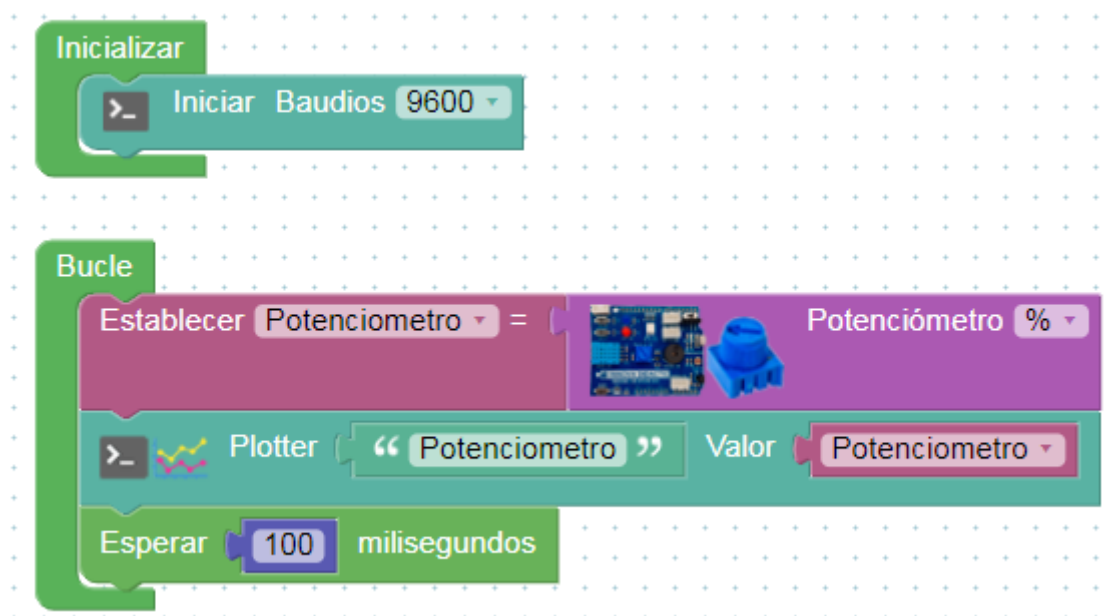 Inicializar
>_ Iniciar Baudios 9600
Bucle
Establecer Potenciometro = Potenciómetro %
>_ Plotter “ Potenciometro ” Valor Potenciometro
Esperar 100 milisegundos